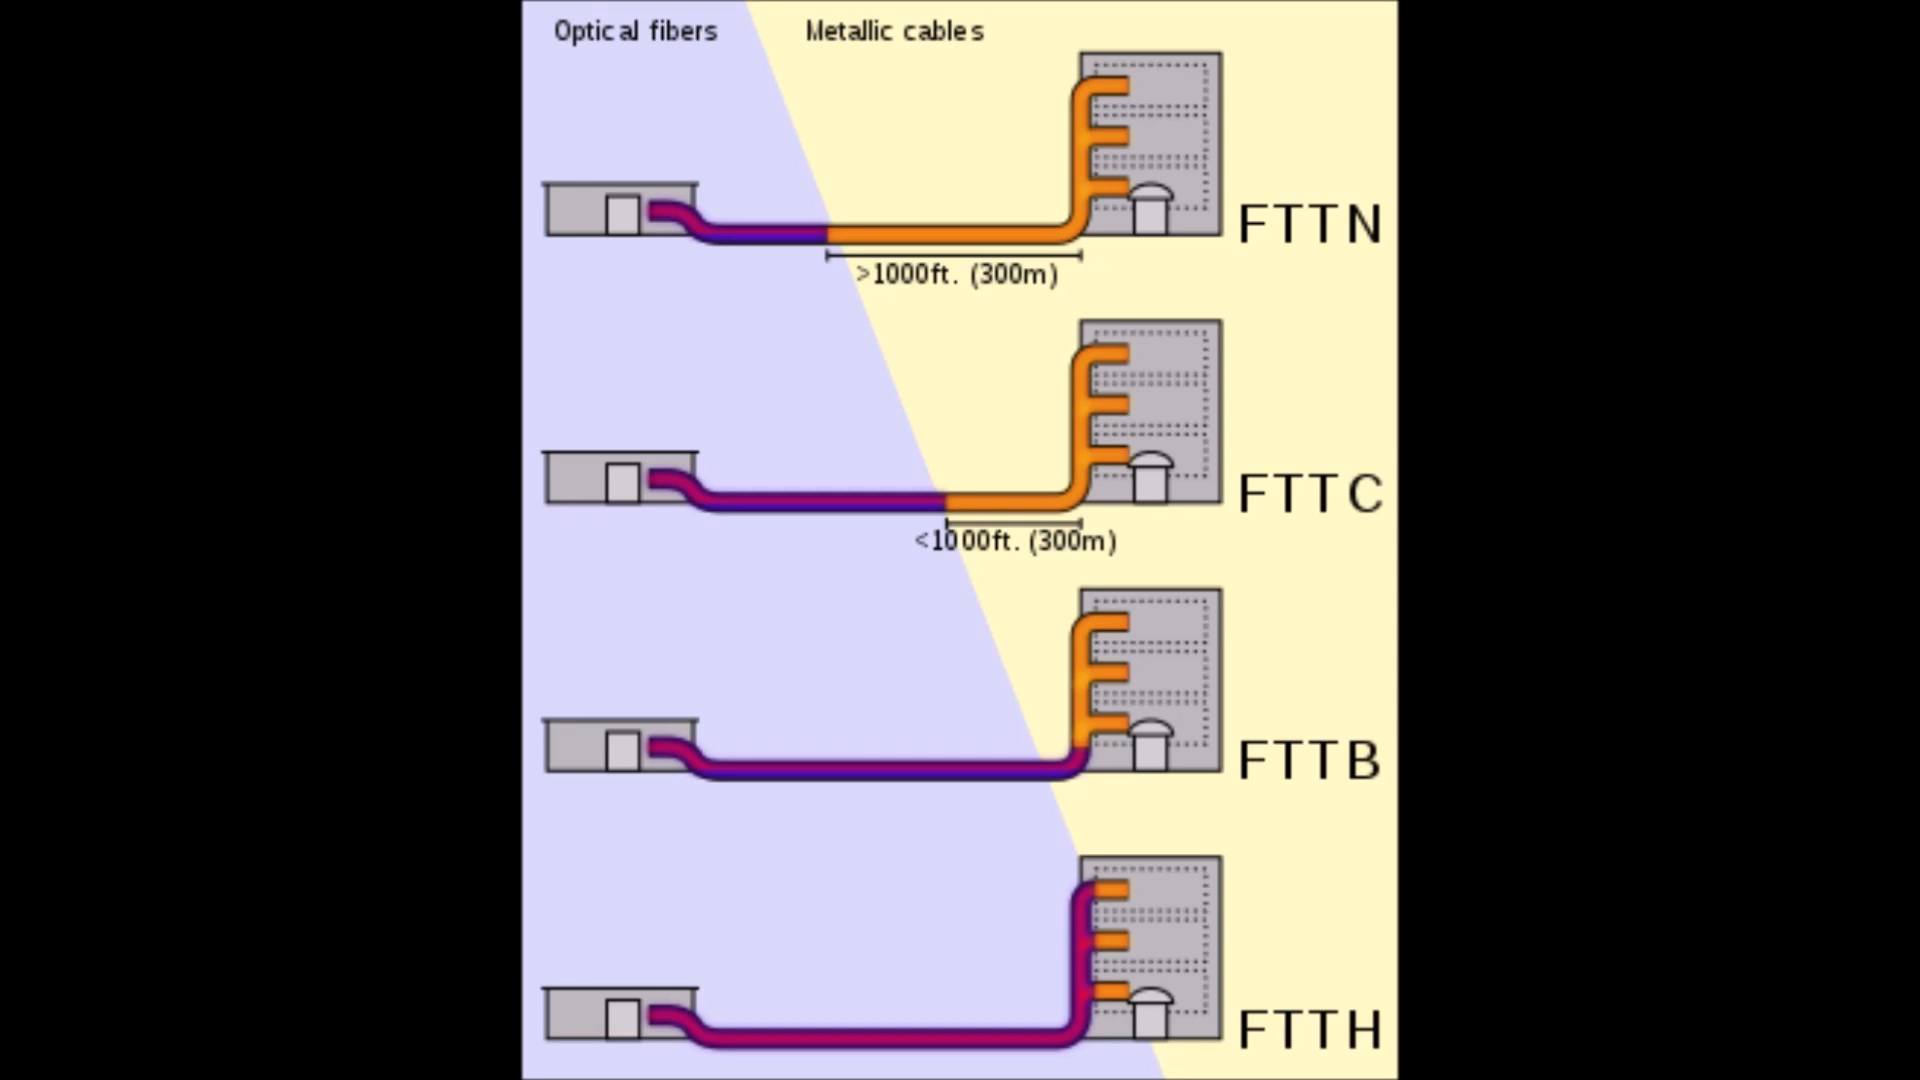 Optical fibers
Metallic cables
FTTN
>1000ft. (300m)
FTTC
<1000ft. (300m)
FTTB
FTTH